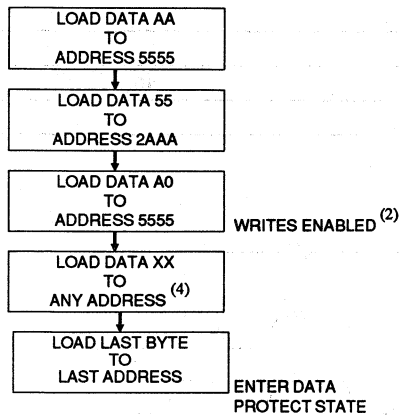 LOAD DATA AA
TO
ADDRESS 5555
LOAD DATA 55
TO
ADDRESS 2AAA
LOAD DATA A0
TO
ADDRESS 5555
WRITES ENABLED (2)
LOAD DATA XX
TO
ANY ADDRESS (4)
LOAD LAST BYTE
TO
LAST ADDRESS
ENTER DATA
PROTECT STATE